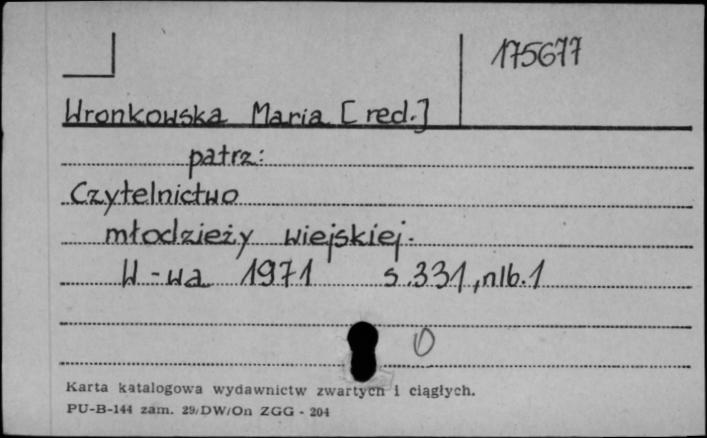 175677
Wronkowska Maria [red.]
patrz:
Czytelnictwo
młodzieży wiejskiej.
W-wa 1971 s.331,nlb.1
0
Karta katalogowa wydawnictw zwartych i ciągłych.
PU-B-144 zam. 29/DW/On ZGG - 204